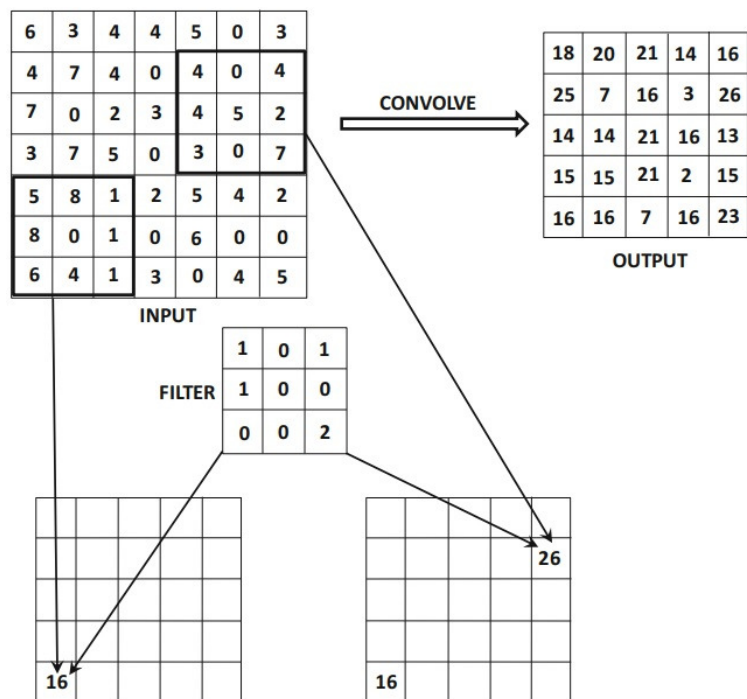 6 3 4 4 5 0 3
4 7 4 0 4 0 4
7 0 2 3 4 5 2
3 7 5 0 3 0 7
5 8 1 2 5 4 2
8 0 1 0 6 0 0
6 4 1 3 0 4 5
INPUT
CONVOLVE
18 20 21 14 16
25 7 16 3 26
14 14 21 16 13
15 15 21 2 15
16 16 7 16 23
OUTPUT
FILTER
1 0 1
1 0 0
0 0 2
16
26
16